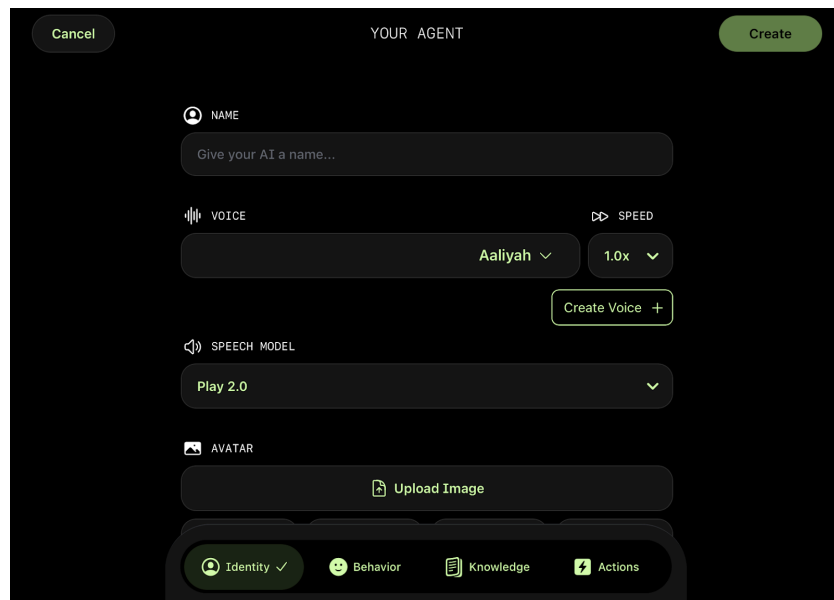 Cancel
YOUR AGENT
Create
NAME
Give your AI a name...
VOICE
SPEED
Aaliyah
1.0x
Create Voice +
SPEECH MODEL
Play 2.0
AVATAR
Upload Image
Identity
Behavior
Knowledge
Actions